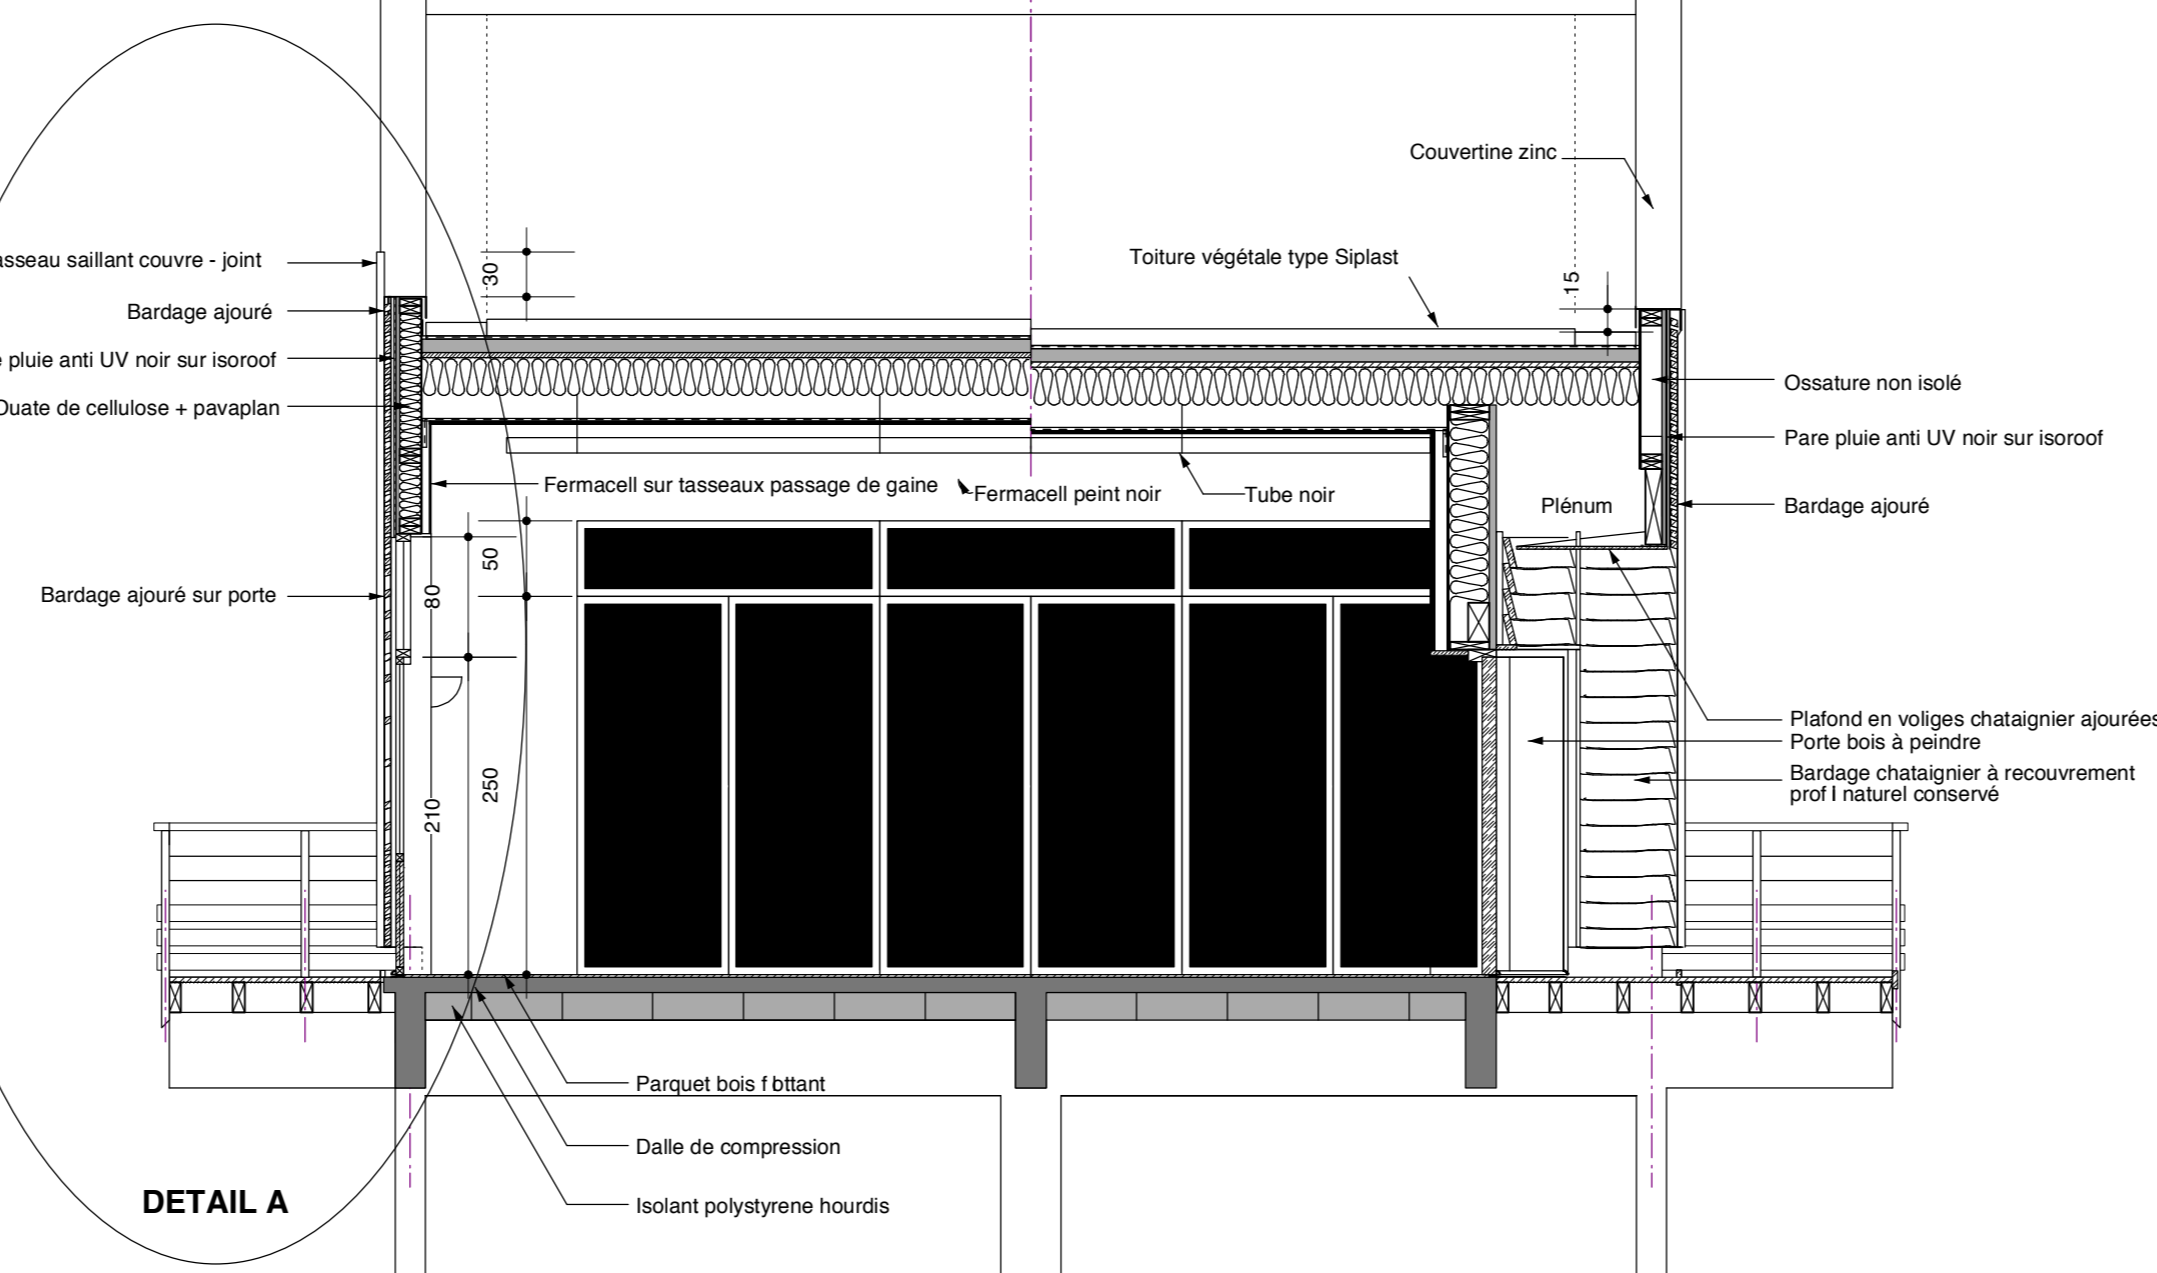 Couvertine zinc
asseau saillant couvre - joint
30
Toiture végétale type Siplast
15
Bardage ajouré
pluie anti UV noir sur isoroof
Ouate de cellulose + pavaplan
Ossature non isolé
Pare pluie anti UV noir sur isoroof
Fermacell sur tasseaux passage de gaine
Fermacell peint noir
Tube noir
Plénum
Bardage ajouré
50
80
Bardage ajouré sur porte
Plafond en voliges chataignier ajourées
Porte bois à peindre
Bardage chataignier à recouvrement
prof l naturel conservé
250
210
Parquet bois f ottant
Dalle de compression
DETAIL A
Isolant polystyrene hourdis